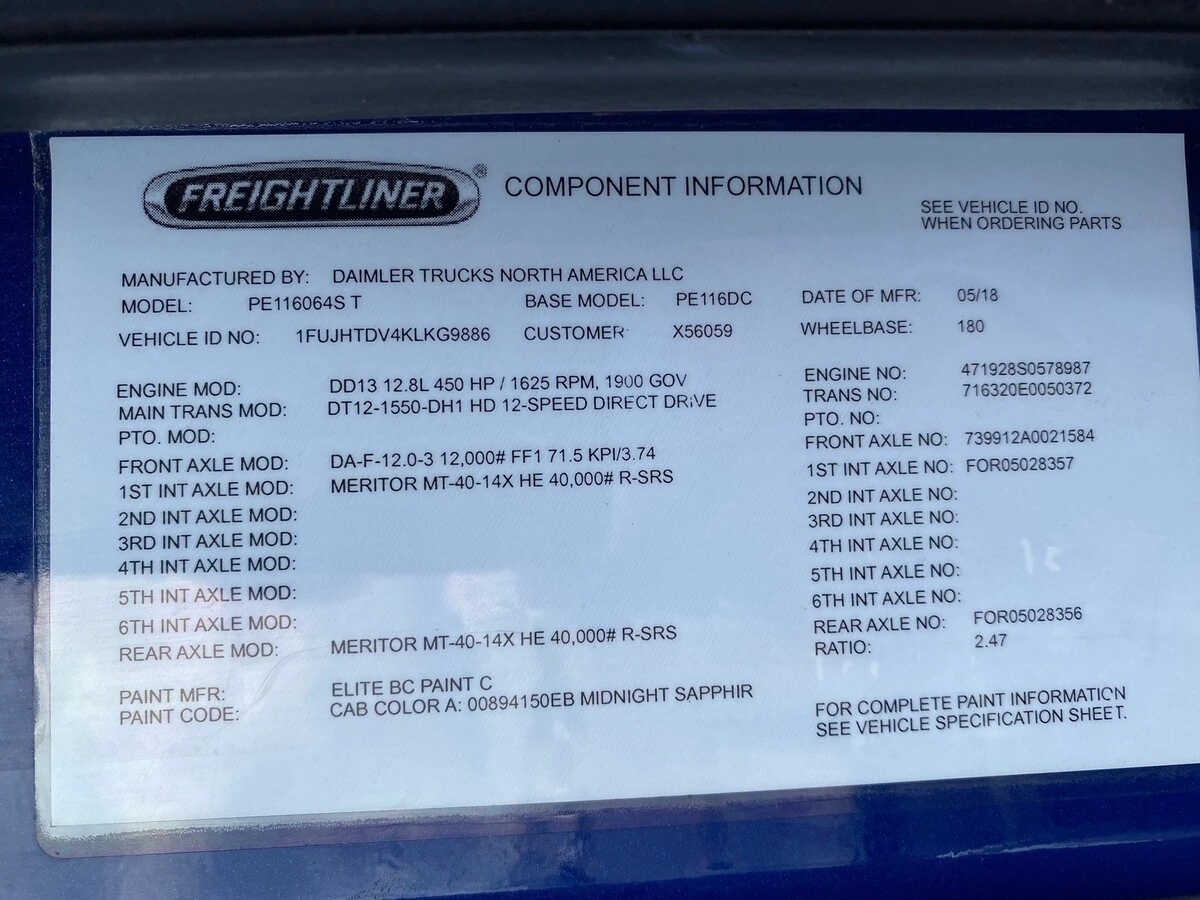 FREIGHTLINER ® COMPONENT INFORMATION
SEE VEHICLE ID NO.
WHEN ORDERING PARTS
MANUFACTURED BY: DAIMLER TRUCKS NORTH AMERICA LLC
MODEL: PE116064S T BASE MODEL: PE116DC DATE OF MFR: 05/18
VEHICLE ID NO: 1FUJHTDV4KLKG9886 CUSTOMER X56059 WHEELBASE: 180
ENGINE MOD: DD13 12.8L 450 HP / 1625 RPM, 1900 GOV ENGINE NO: 471928S0578987
MAIN TRANS MOD: DT12-1550-DH1 HD 12-SPEED DIRECT DRIVE TRANS NO: 716320E0050372
PTO. MOD: PTO. NO:
FRONT AXLE MOD: DA-F-12.0-3 12,000# FF1 71.5 KPI/3.74 FRONT AXLE NO: 739912A0021584
1ST INT AXLE MOD: MERITOR MT-40-14X HE 40,000# R-SRS 1ST INT AXLE NO: FOR05028357
2ND INT AXLE MOD: 2ND INT AXLE NO:
3RD INT AXLE MOD: 3RD INT AXLE NO:
4TH INT AXLE MOD: 4TH INT AXLE NO:
5TH INT AXLE MOD: 5TH INT AXLE NO:
6TH INT AXLE MOD: 6TH INT AXLE NO:
REAR AXLE MOD: MERITOR MT-40-14X HE 40,000# R-SRS REAR AXLE NO: FOR05028356
RATIO: 2.47
PAINT MFR: ELITE BC PAINT C
PAINT CODE: CAB COLOR A: 00894150EB MIDNIGHT SAPPHIR
FOR COMPLETE PAINT INFORMATION
SEE VEHICLE SPECIFICATION SHEET.